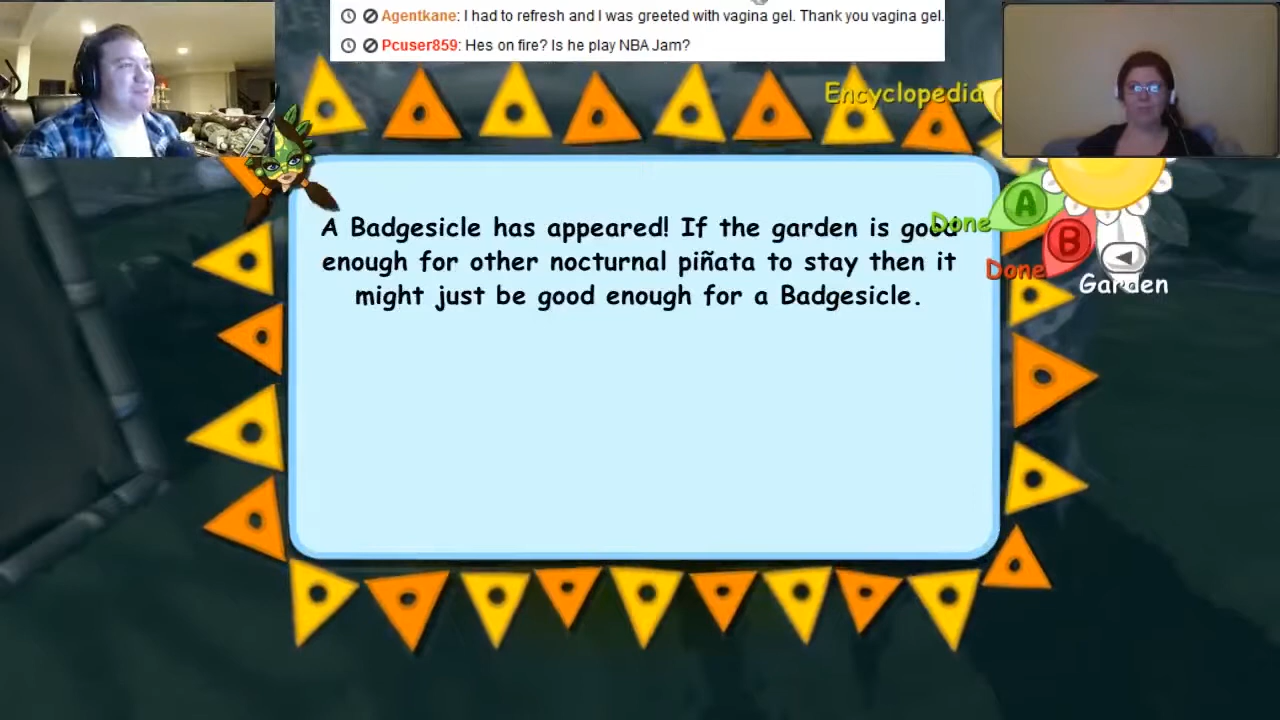 Agentkane: I had to refresh and I was greeted with vagina gel. Thank you vagina gel.
Pcuser859: Hes on fire? Is he play NBA Jam?
Encyclopedia
A Badgesicle has appeared! If the garden is good
enough for other nocturnal piñata to stay then it
might just be good enough for a Badgesicle.
Done A
Done B
Garden